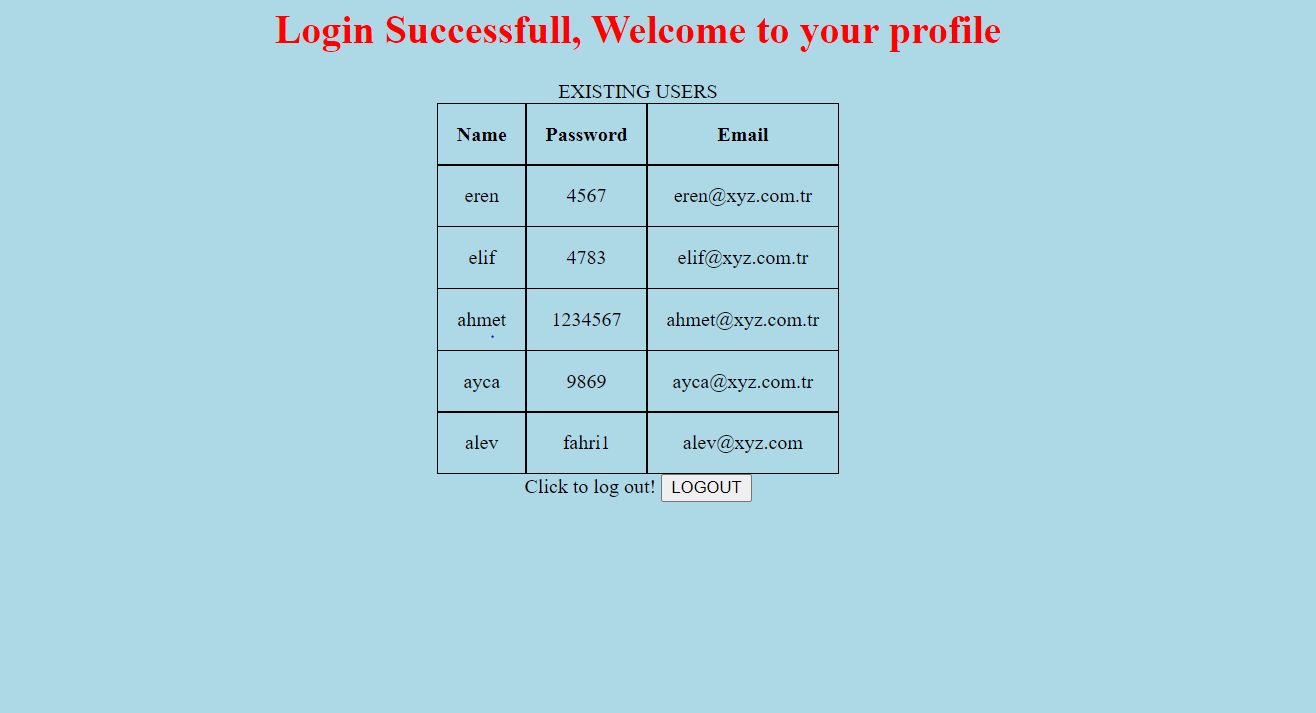 Login Successfull, Welcome to your profile
EXISTING USERS
Name Password Email
eren 4567 eren@xyz.com.tr
elif 4783 elif@xyz.com.tr
ahmet 1234567 ahmet@xyz.com.tr
ayca 9869 ayca@xyz.com.tr
alev fahri1 alev@xyz.com
Click to log out! LOGOUT